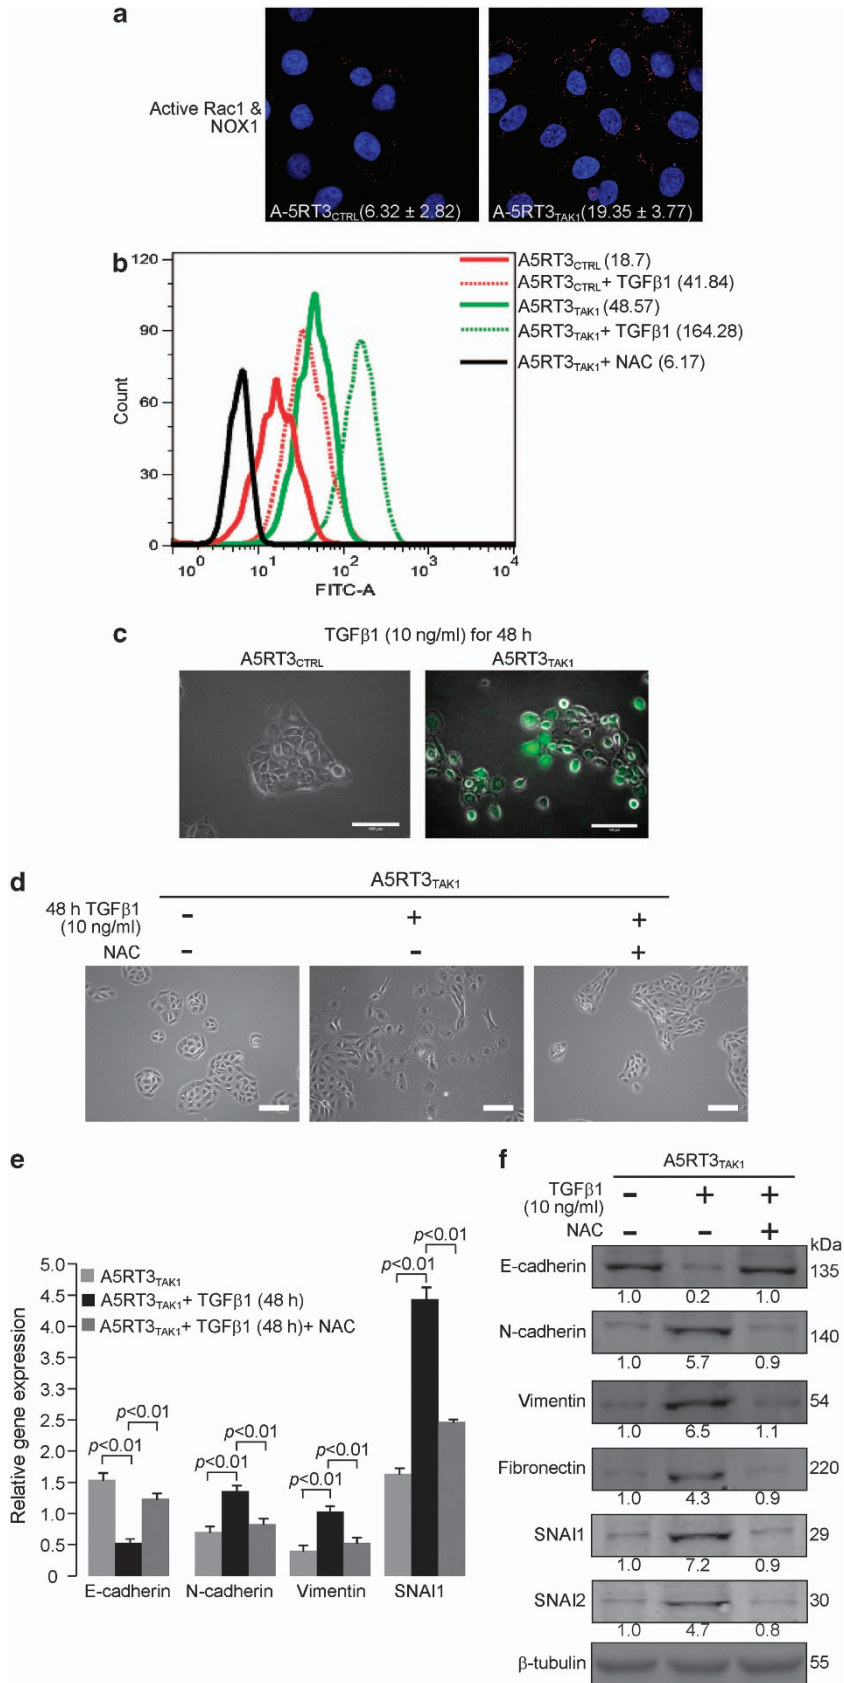 a
Active Rac1 &
NOX1
A-5RT3CTRL(6.32 ± 2.82)
A-5RT3TAK1(19.35 ± 3.77)
b
120
90
60
30
0
Count
10^0 10^1 10^2 10^3 10^4
FITC-A
A5RT3CTRL (18.7)
A5RT3CTRL+ TGFβ1 (41.84)
A5RT3TAK1 (48.57)
A5RT3TAK1+ TGFβ1 (164.28)
A5RT3TAK1+ NAC (6.17)
c
TGFβ1 (10 ng/ml) for 48 h
A5RT3CTRL A5RT3TAK1
d
A5RT3TAK1
48 h TGFβ1
(10 ng/ml)
- + +
NAC - - +
e
Relative gene expression
5.0
4.5
4.0
3.5
3.3
2.5
2.0
1.5
1.0
0.5
0
A5RT3TAK1
A5RT3TAK1+ TGFβ1 (48 h)
A5RT3TAK1+ TGFβ1 (48 h)+ NAC
p<0.01
p<0.01
p<0.01
p<0.01
p<0.01
p<0.01
p<0.01
p<0.01
E-cadherin N-cadherin Vimentin SNAI1
f
A5RT3TAK1
TGFβ1
(10 ng/ml)
- + +
NAC - - +
kDa
E-cadherin 135
1.0 0.2 1.0
N-cadherin 140
1.0 5.7 0.9
Vimentin 54
1.0 6.5 1.1
Fibronectin 220
1.0 4.3 0.9
SNAI1 29
1.0 7.2 0.9
SNAI2 30
1.0 4.7 0.8
β-tubulin 55